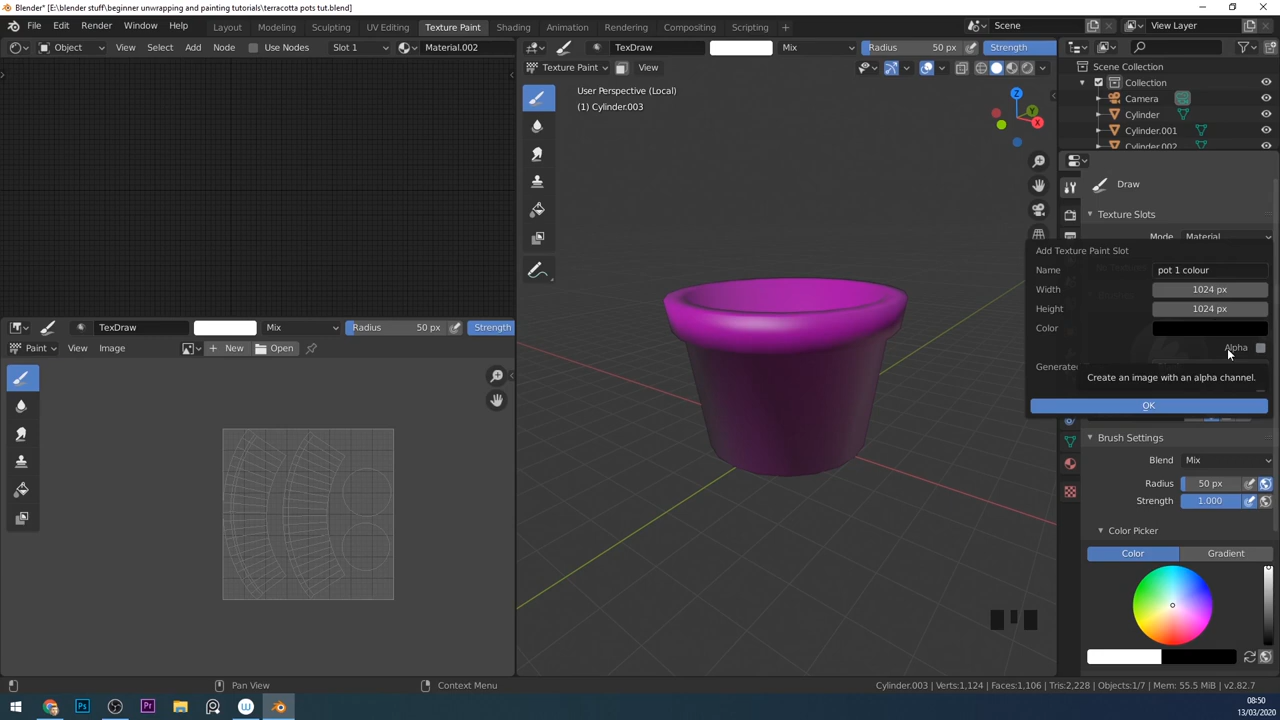 Blender* [E:\blender stuff\beginner unwrapping and painting tutorials\terracotta pots tut.blend]
File Edit Render Window Help Layout Modeling Sculpting UV Editing Texture Paint Shading Animation Rendering Compositing Scripting Scene View Layer
Object View Select Add Node Use Nodes Slot 1 Material.002 TexDraw Mix Radius 50 px Strength
Texture Paint View
Scene Collection
Collection
Camera
Cylinder
Cylinder.001
Cylinder.002
User Perspective (Local)
(1) Cylinder.003
Z
Y
X
Draw
Texture Slots
Mode Material
Add Texture Paint Slot
Name pot 1 colour
Width 1024 px
Height 1024 px
Color
Alpha
Generated
Create an image with an alpha channel.
OK
TexDraw Mix Radius 50 px Strength
Paint View Image New Open
Brush Settings
Blend Mix
Radius 50 px
Strength 1.000
Color Picker
Color Gradient
Pan View Context Menu
Cylinder.003 | Verts:1,124 | Faces:1,106 | Tris:2,228 | Objects:1/7 | Mem: 55.5 MiB | v2.82.7
Ps Pr W
08:50
13/03/2020